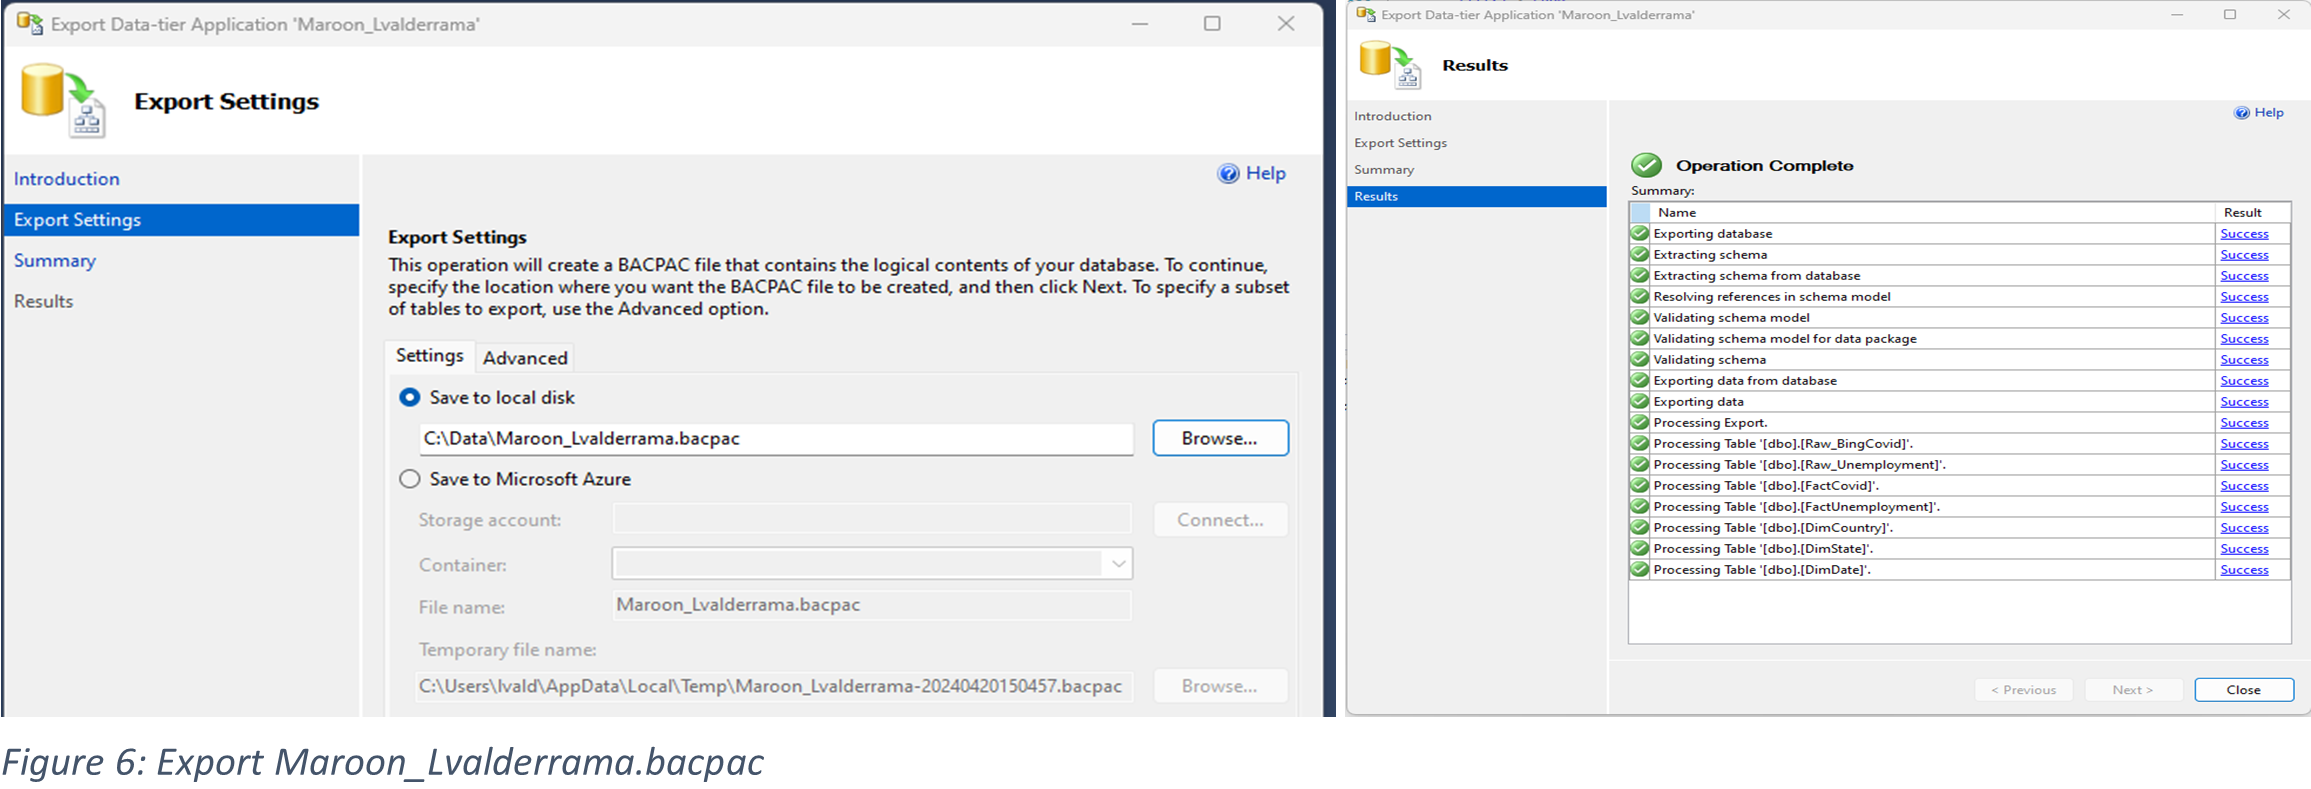 Export Data-tier Application 'Maroon_Lvalderrama'
Export Settings
Introduction
Export Settings
Summary
Results
Help
Export Settings
This operation will create a BACPAC file that contains the logical contents of your database. To continue,
specify the location where you want the BACPAC file to be created, and then click Next. To specify a subset
of tables to export, use the Advanced option.
Settings Advanced
Save to local disk
C:\Data\Maroon_Lvalderrama.bacpac Browse...
Save to Microsoft Azure
Storage account: Connect...
Container:
File name: Maroon_Lvalderrama.bacpac
Temporary file name:
C:\Users\lvald\AppData\Local\Temp\Maroon_Lvalderrama-20240420150457.bacpac Browse...
Export Data-tier Application 'Maroon_Lvalderrama'
Results
Introduction
Export Settings
Summary
Results
Help
Operation Complete
Summary:
Name Result
Exporting database Success
Extracting schema Success
Extracting schema from database Success
Resolving references in schema model Success
Validating schema model Success
Validating schema model for data package Success
Validating schema Success
Exporting data from database Success
Exporting data Success
Processing Export. Success
Processing Table '[dbo].[Raw_BingCovid]'. Success
Processing Table '[dbo].[Raw_Unemployment]'. Success
Processing Table '[dbo].[FactCovid]'. Success
Processing Table '[dbo].[FactUnemployment]'. Success
Processing Table '[dbo].[DimCountry]'. Success
Processing Table '[dbo].[DimState]'. Success
Processing Table '[dbo].[DimDate]'. Success
< Previous Next > Close
Figure 6: Export Maroon_Lvalderrama.bacpac